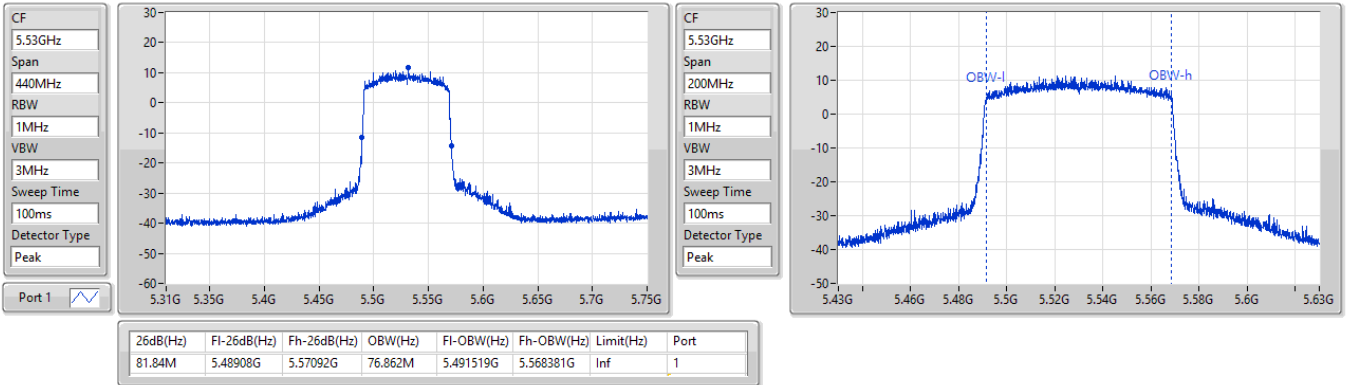 CF
5.53GHz
Span
440MHz
RBW
1MHz
VBW
3MHz
Sweep Time
100ms
Detector Type
Peak
Port 1
30
20
10
0
-10
-20
-30
-40
-50
-60
5.31G 5.35G 5.4G 5.45G 5.5G 5.55G 5.6G 5.65G 5.7G 5.75G
CF
5.53GHz
Span
200MHz
RBW
1MHz
VBW
3MHz
Sweep Time
100ms
Detector Type
Peak
30
20
10
0
-10
-20
-30
-40
-50
OBW-l OBW-h
5.43G 5.46G 5.48G 5.5G 5.52G 5.54G 5.56G 5.58G 5.6G 5.63G
26dB(Hz) Fl-26dB(Hz) Fh-26dB(Hz) OBW(Hz) Fl-OBW(Hz) Fh-OBW(Hz) Limit(Hz) Port
81.84M 5.48908G 5.57092G 76.862M 5.491519G 5.568381G Inf 1